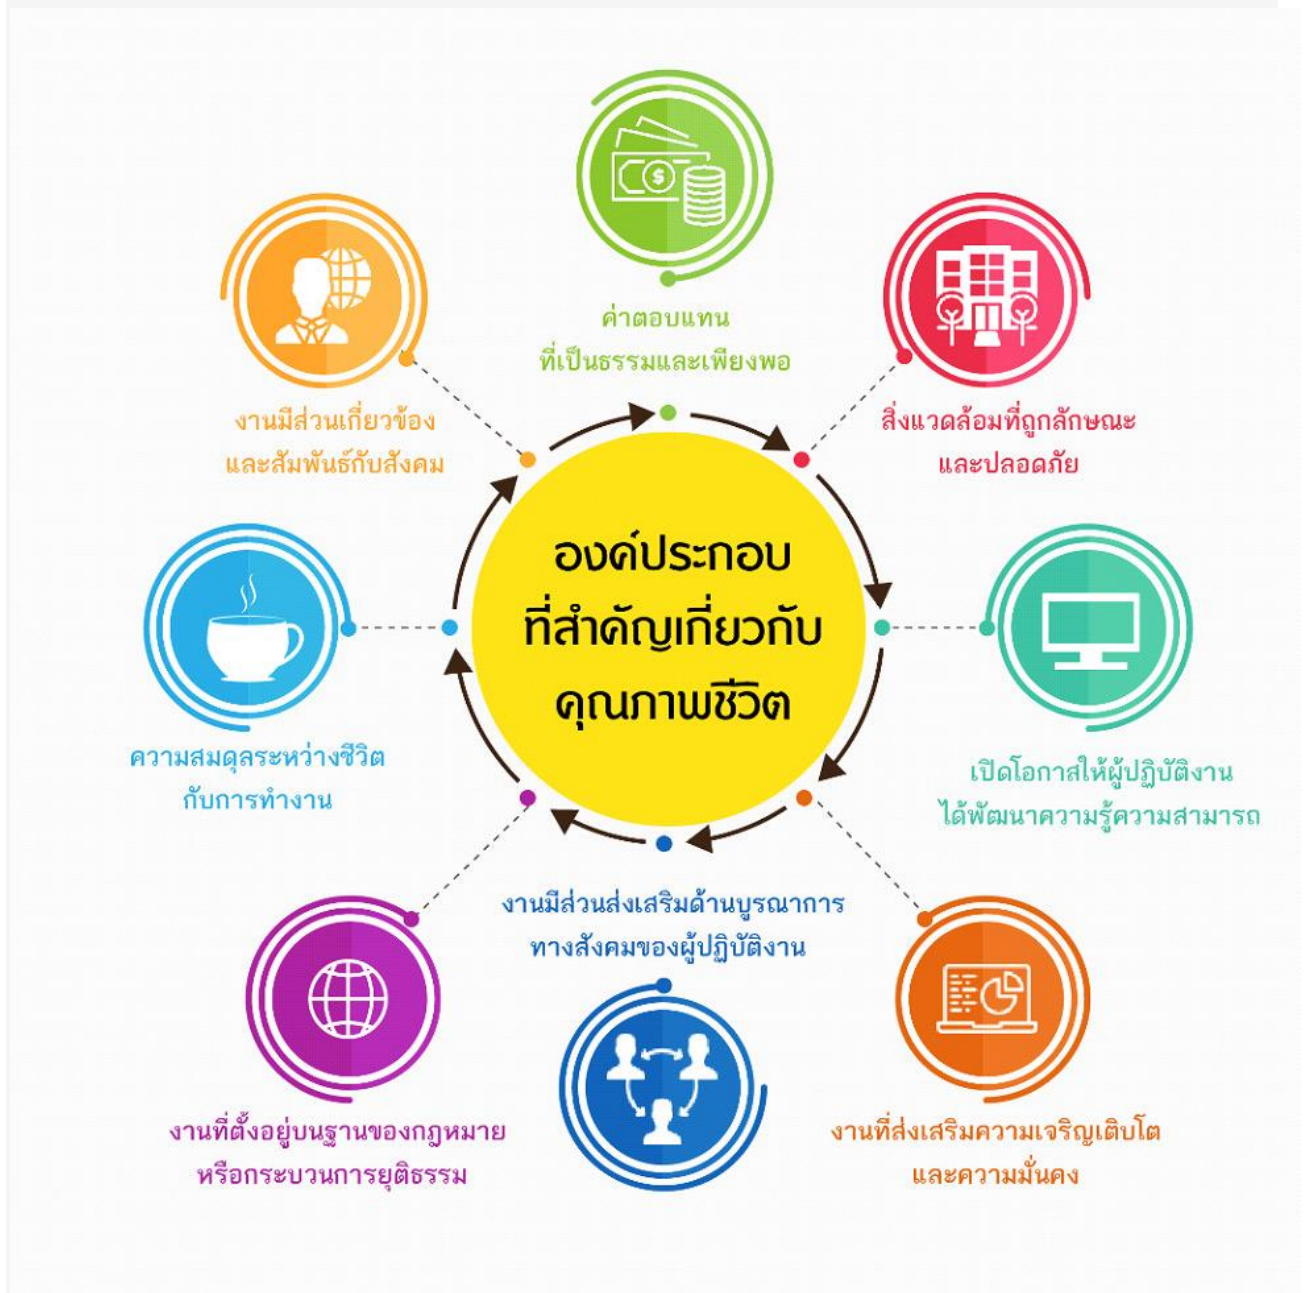 องค์ประกอบ
ที่สำคัญเกี่ยวกับ
คุณภาพชีวิต
ค่าตอบแทน
ที่เป็นธรรมและเพียงพอ
สิ่งแวดล้อมที่ถูกลักษณะ
และปลอดภัย
เปิดโอกาสให้ผู้ปฏิบัติงาน
ได้พัฒนาความรู้ความสามารถ
งานที่ส่งเสริมความเจริญเติบโต
และความมั่นคง
งานมีส่วนส่งเสริมด้านบูรณาการ
ทางสังคมของผู้ปฏิบัติงาน
งานที่ตั้งอยู่บนฐานของกฎหมาย
หรือกระบวนการยุติธรรม
ความสมดุลระหว่างชีวิต
กับการทำงาน
งานมีส่วนเกี่ยวข้อง
และสัมพันธ์กับสังคม
$